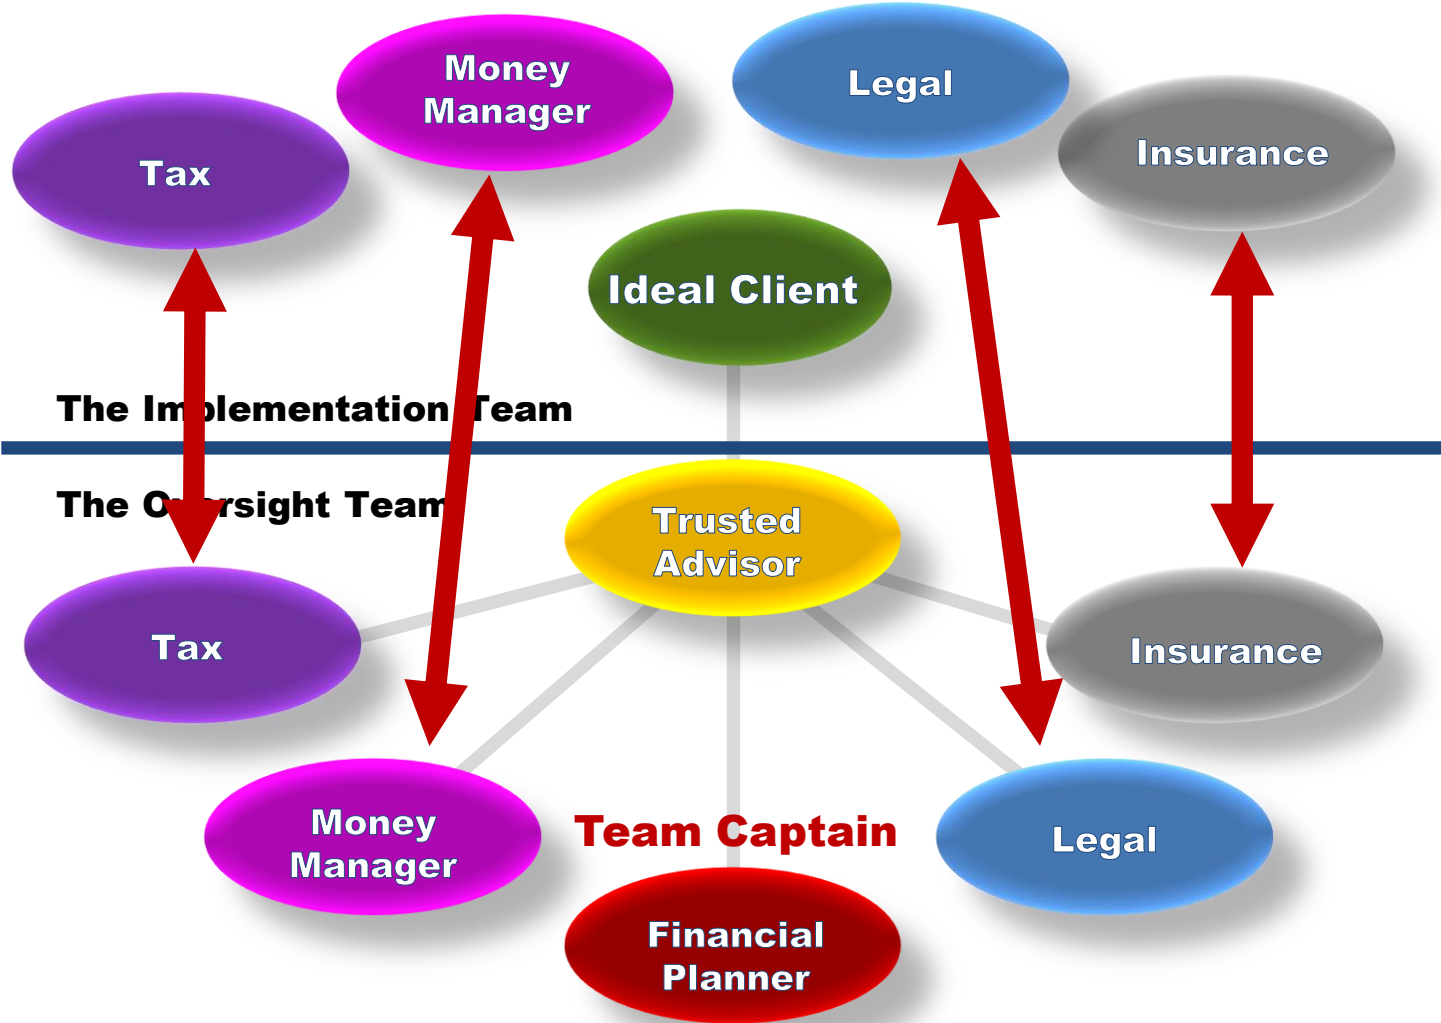 Money
Manager
Legal
Tax
Insurance
Ideal Client
The Implementation Team
The Oversight Team
Trusted
Advisor
Tax
Insurance
Money
Manager
Team Captain
Legal
Financial
Planner